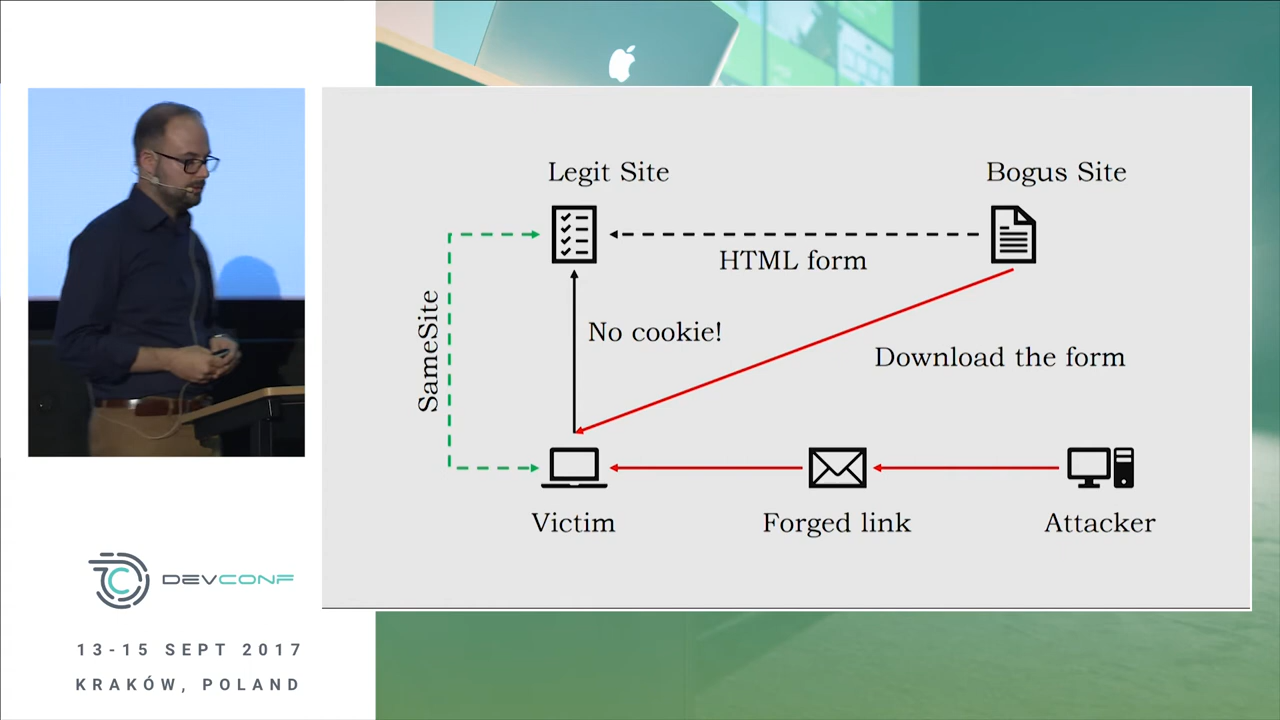 Legit Site
Bogus Site
HTML form
SameSite
No cookie!
Download the form
Victim
Forged link
Attacker
DEVCONF
13-15 SEPT 2017
KRAKÓW, POLAND